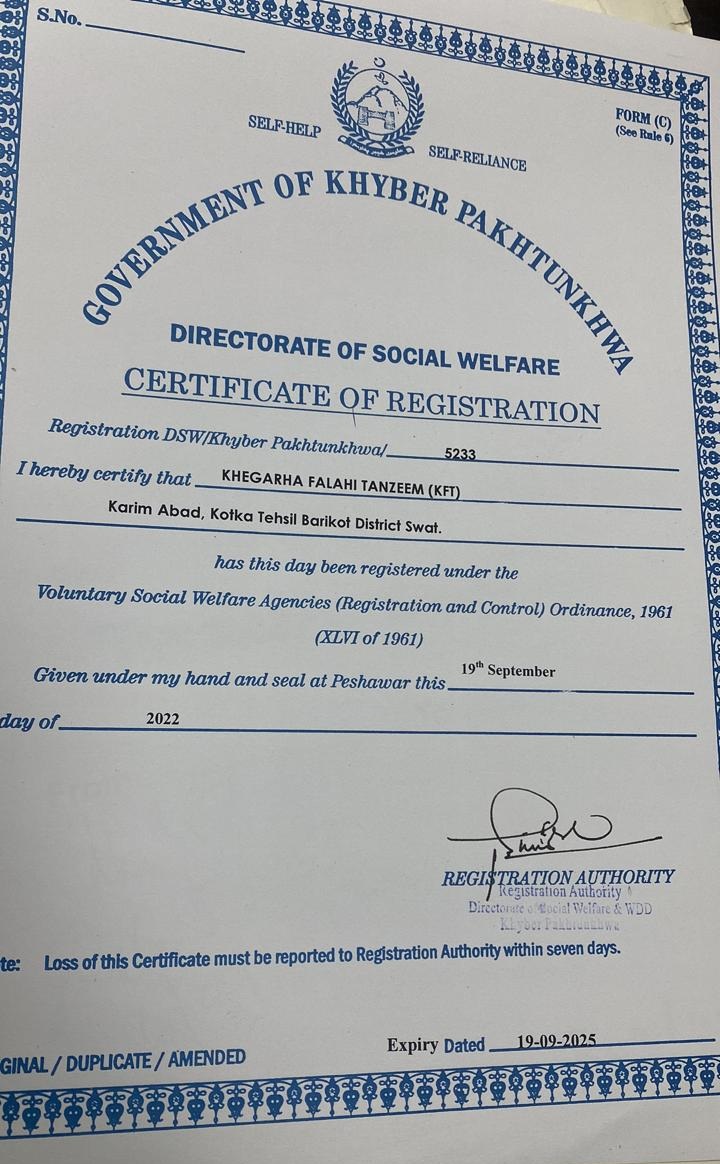 S.No.
FORM (C)
(See Rule 6)
SELF-HELP
SELF-RELIANCE
GOVERNMENT OF KHYBER PAKHTUNKHWA
DIRECTORATE OF SOCIAL WELFARE
CERTIFICATE OF REGISTRATION
Registration DSW/Khyber Pakhtunkhwa/ 5233
I hereby certify that KHEGARHA FALAHI TANZEEM (KFT)
Karim Abad, Kotka Tehsil Barikot District Swat.
has this day been registered under the
Voluntary Social Welfare Agencies (Registration and Control) Ordinance, 1961
(XLVI of 1961)
Given under my hand and seal at Peshawar this 19th September
day of 2022
REGISTRATION AUTHORITY
Registration Authority
Directorate of Social Welfare & WDD
Khyber Pakhtunkhwa
te: Loss of this Certificate must be reported to Registration Authority within seven days.
Expiry Dated 19-09-2025
GINAL / DUPLICATE / AMENDED